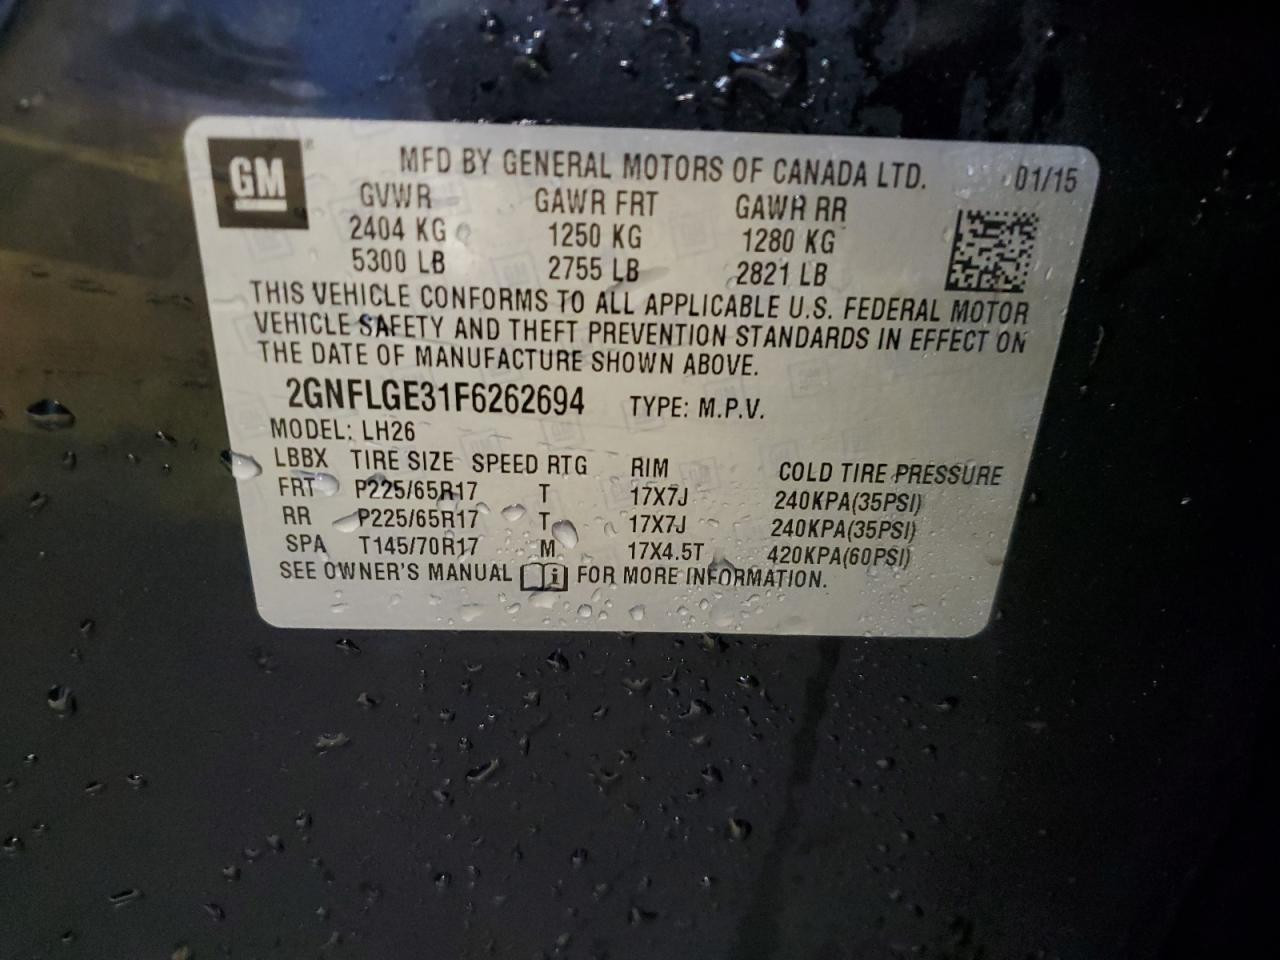 GM
MFD BY GENERAL MOTORS OF CANADA LTD. 01/15
GVWR GAWR FRT GAWR RR
2404 KG 1250 KG 1280 KG
5300 LB 2755 LB 2821 LB
THIS VEHICLE CONFORMS TO ALL APPLICABLE U.S. FEDERAL MOTOR
VEHICLE SAFETY AND THEFT PREVENTION STANDARDS IN EFFECT ON
THE DATE OF MANUFACTURE SHOWN ABOVE.
2GNFLGE31F6262694 TYPE: M.P.V.
MODEL: LH26
LBBX TIRE SIZE SPEED RTG RIM COLD TIRE PRESSURE
FRT P225/65R17 T 17X7J 240KPA(35PSI)
RR P225/65R17 T 17X7J 240KPA(35PSI)
SPA T145/70R17 M 17X4.5T 420KPA(60PSI)
SEE OWNER'S MANUAL i FOR MORE INFORMATION.